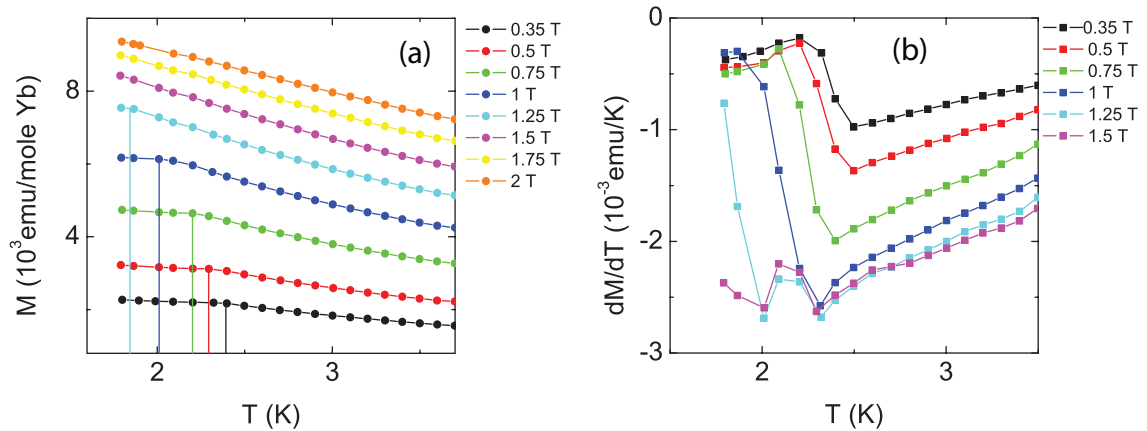 (a)
M (10³emu/mole Yb)
8
4
2
3
T (K)
0.35 T
0.5 T
0.75 T
1 T
1.25 T
1.5 T
1.75 T
2 T
(b)
dM/dT (10⁻³emu/K)
-0
-1
-2
-3
2
3
T (K)
0.35 T
0.5 T
0.75 T
1 T
1.25 T
1.5 T